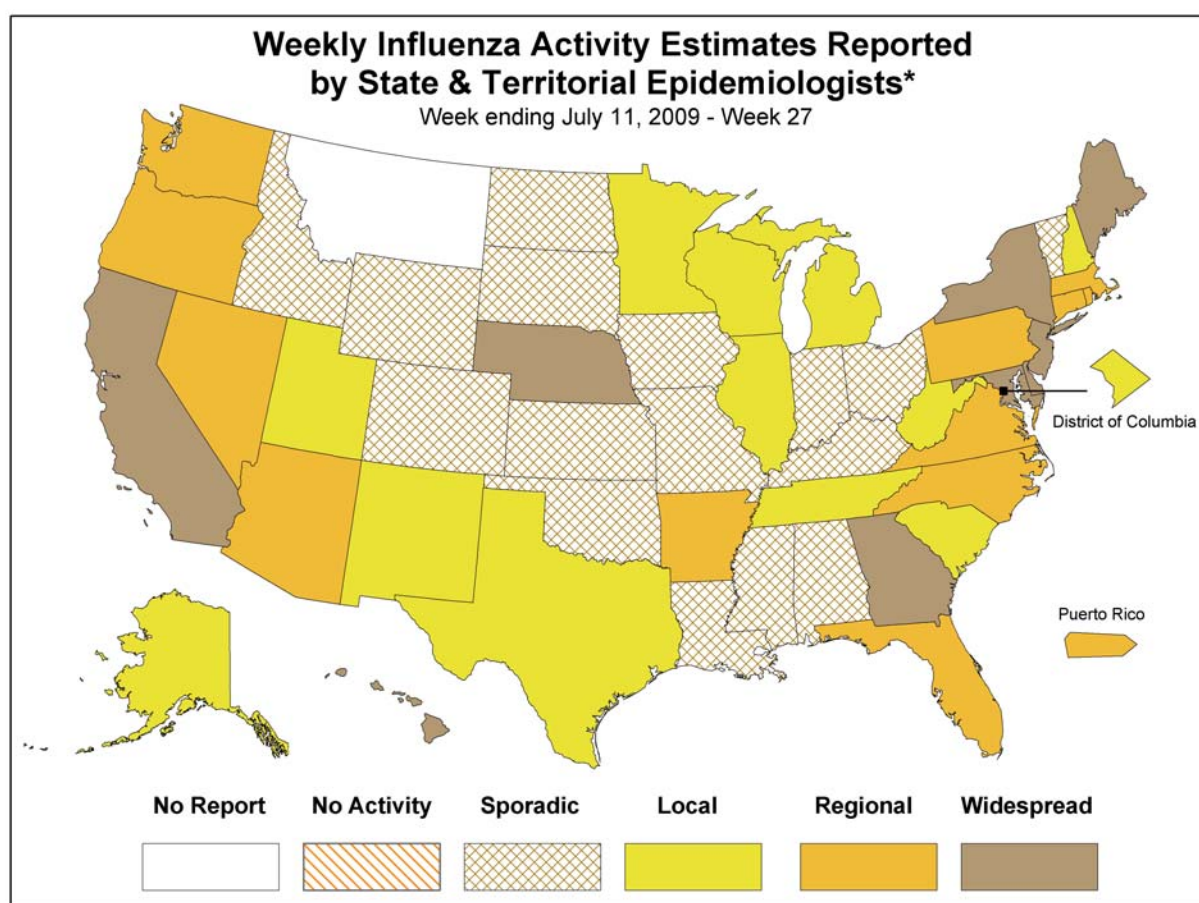 Weekly Influenza Activity Estimates Reported
by State & Territorial Epidemiologists*
Week ending July 11, 2009 - Week 27
District of Columbia
Puerto Rico
No Report No Activity Sporadic Local Regional Widespread